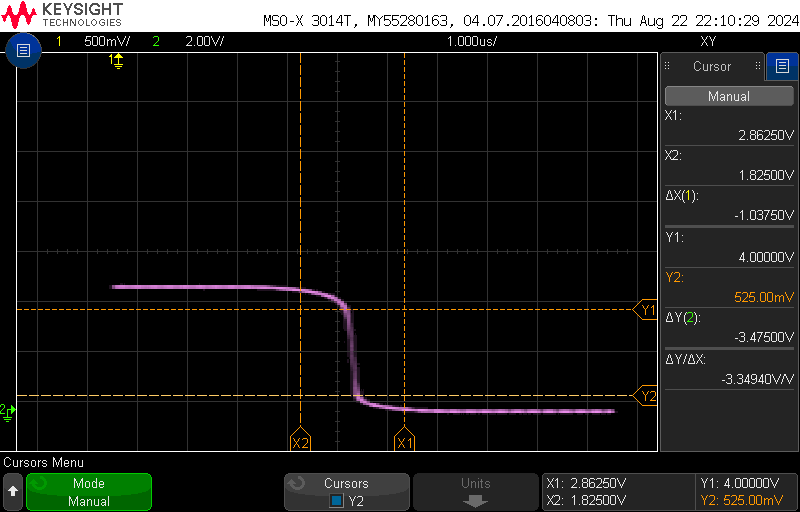 KEYSIGHT
TECHNOLOGIES
MSO-X 3014T, MY55280163, 04.07.2016040803: Thu Aug 22 22:10:29 2024
1 500mV/ 2 2.00V/ 1.000us/ XY
1
Cursor
Manual
X1:
2.86250V
X2:
1.82500V
ΔX(1):
-1.03750V
Y1:
4.00000V
Y2:
525.00mV
ΔY(2):
-3.47500V
ΔY/ΔX:
-3.34940V/V
Y1
Y2
2
X2 X1
Cursors Menu
Mode
Manual
Cursors
Y2
Units
X1: 2.86250V
X2: 1.82500V
Y1: 4.00000V
Y2: 525.00mV